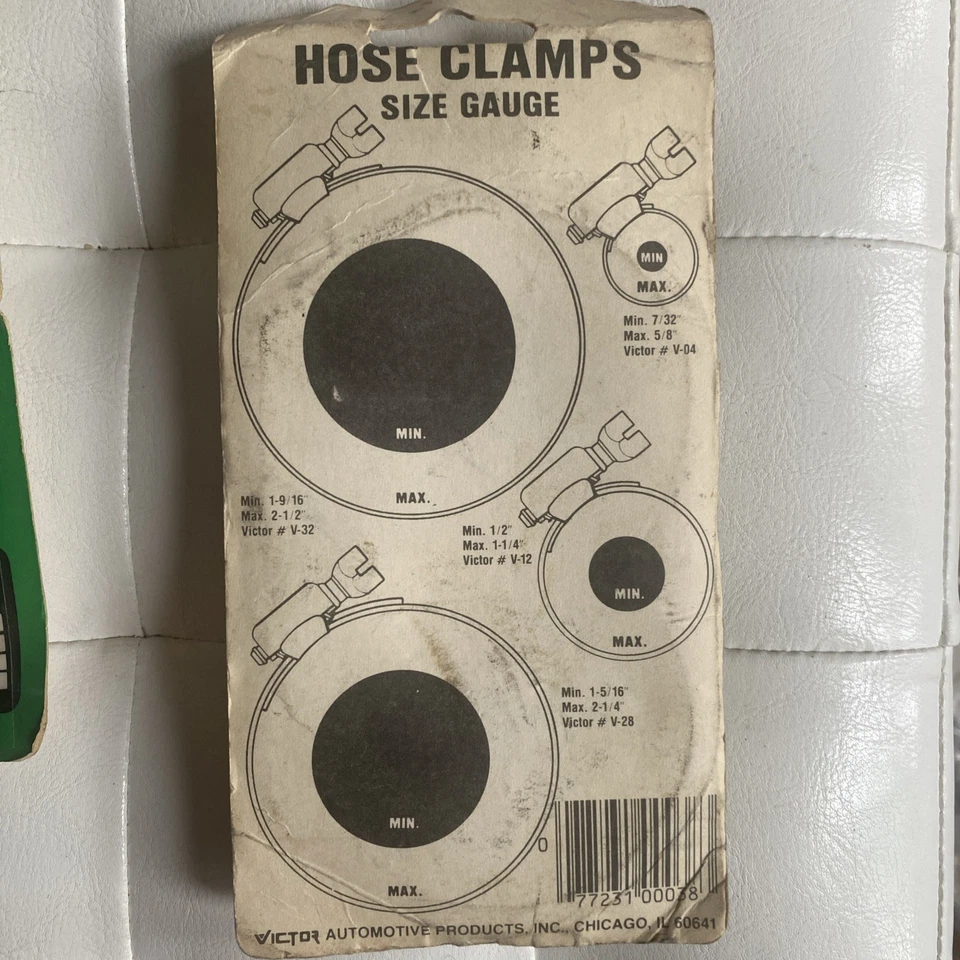 HOSE CLAMPS
SIZE GAUGE
MIN
MAX.
Min. 7/32"
Max. 5/8"
Victor # V-04
MIN.
MAX.
Min. 1-9/16"
Max. 2-1/2"
Victor # V-32
Min. 1/2"
Max. 1-1/4"
Victor # V-12
MIN.
MAX.
Min. 1-5/16"
Max. 2-1/4"
Victor # V-28
MIN.
MAX.
0 77231 00038
VICTOR AUTOMOTIVE PRODUCTS, INC., CHICAGO, IL 60641